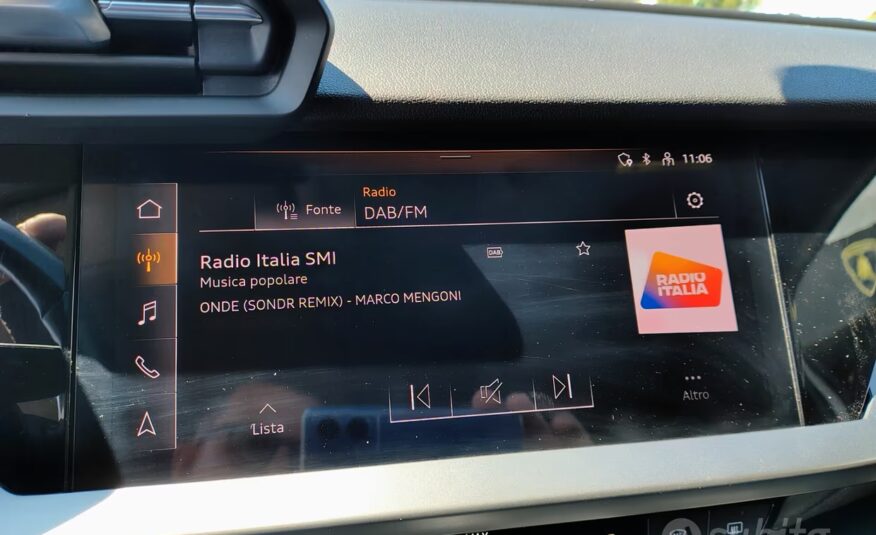 11:06
Radio
Fonte
DAB/FM
Radio Italia SMI
DAB
Musica popolare
RADIO
ITALIA
ONDE (SONDR REMIX) - MARCO MENGONI
Altro
Lista
subito